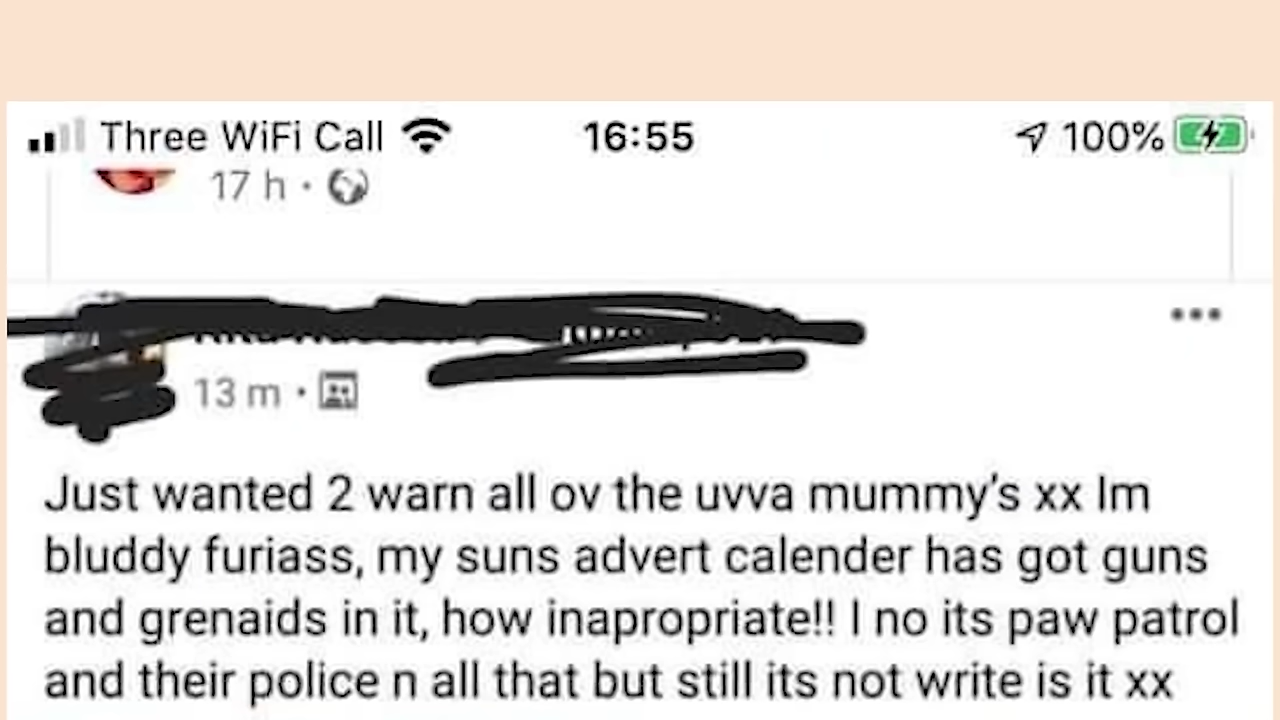 Three WiFi Call 16:55 100%
17 h ·
13 m ·
Just wanted 2 warn all ov the uvva mummy’s xx Im
bluddy furiass, my suns advert calender has got guns
and grenaids in it, how inapropriate!! I no its paw patrol
and their police n all that but still its not write is it xx